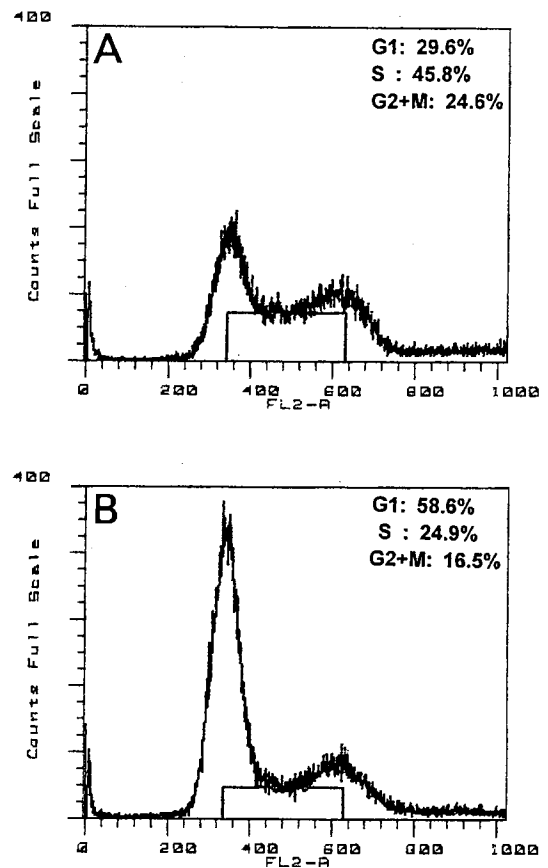 400
A
G1: 29.6%
S : 45.8%
G2+M: 24.6%
Counts Full Scale
0 200 400 600 800 1000
FL2-A
400
B
G1: 58.6%
S : 24.9%
G2+M: 16.5%
Counts Full Scale
0 200 400 600 800 1000
FL2-A